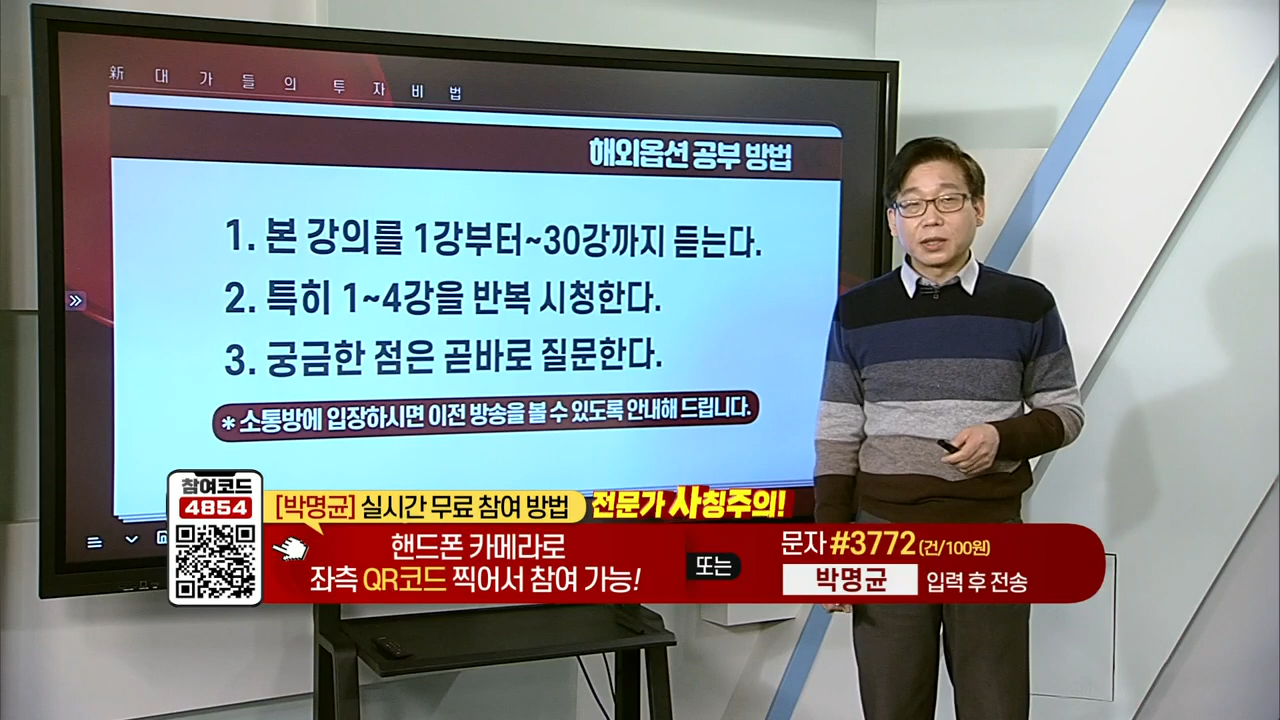 新대가들의투자비법
해외옵션 공부 방법
1. 본 강의를 1강부터~30강까지 듣는다.
2. 특히 1~4강을 반복 시청한다.
3. 궁금한 점은 곧바로 질문한다.
* 소통방에 입장하시면 이전 방송을 볼 수 있도록 안내해 드립니다.
참여코드
4854
[박명균] 실시간 무료 참여 방법
전문가 사칭주의!
핸드폰 카메라로
좌측 QR코드 찍어서 참여 가능!
또는
문자 #3772 (건/100원)
박명균 입력 후 전송